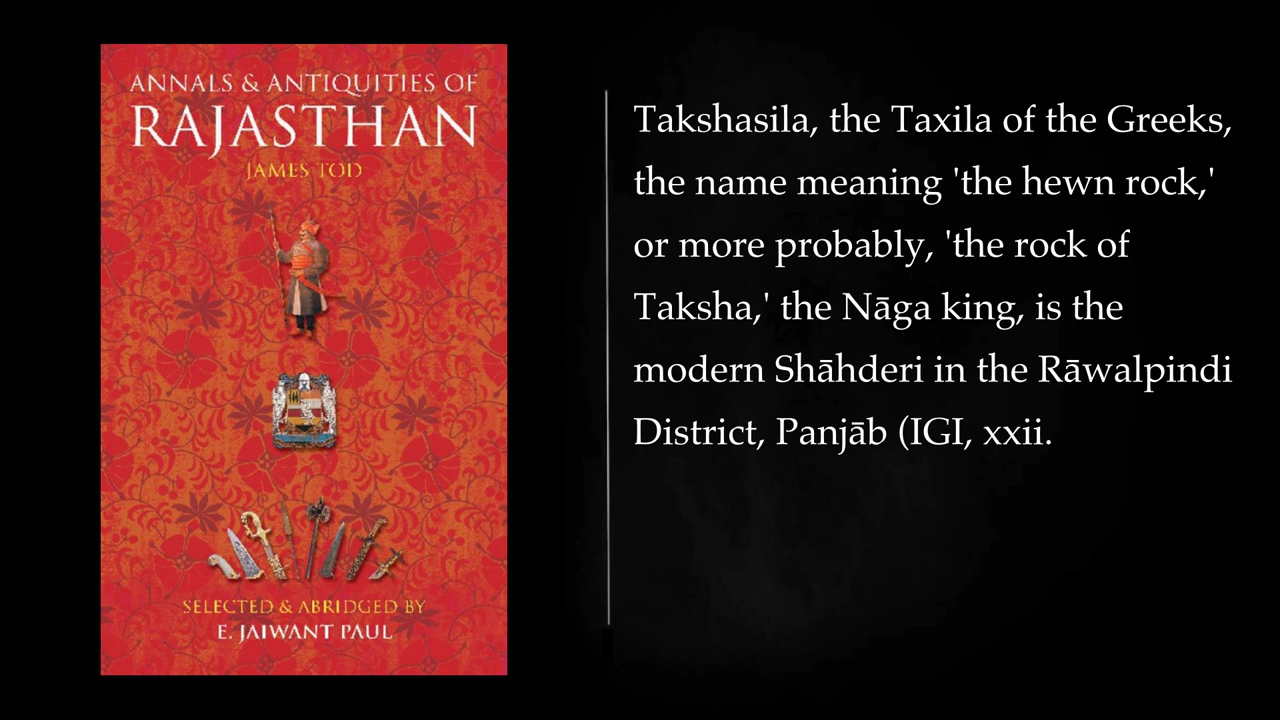 ANNALS & ANTIQUITIES OF
RAJASTHAN
JAMES TOD
SELECTED & ABRIDGED BY
E. JAIWANT PAUL
Takshasila, the Taxila of the Greeks,
the name meaning 'the hewn rock,'
or more probably, 'the rock of
Taksha,' the Nāga king, is the
modern Shāhderi in the Rāwalpindi
District, Panjāb (IGI, xxii.